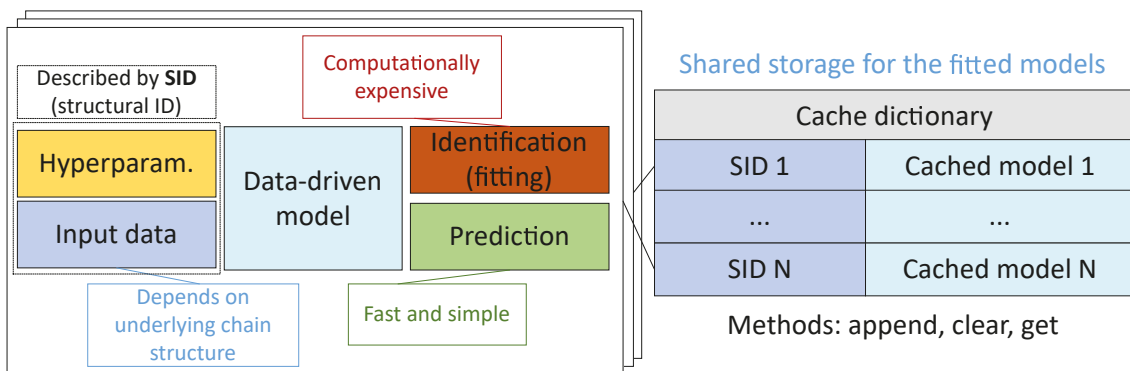 Described by SID
(structural ID)
Hyperparam.
Input data
Depends on
underlying chain
structure
Data-driven
model
Computationally
expensive
Identification
(fitting)
Prediction
Fast and simple
Shared storage for the fitted models
Cache dictionary
SID 1 Cached model 1
... ...
SID N Cached model N
Methods: append, clear, get